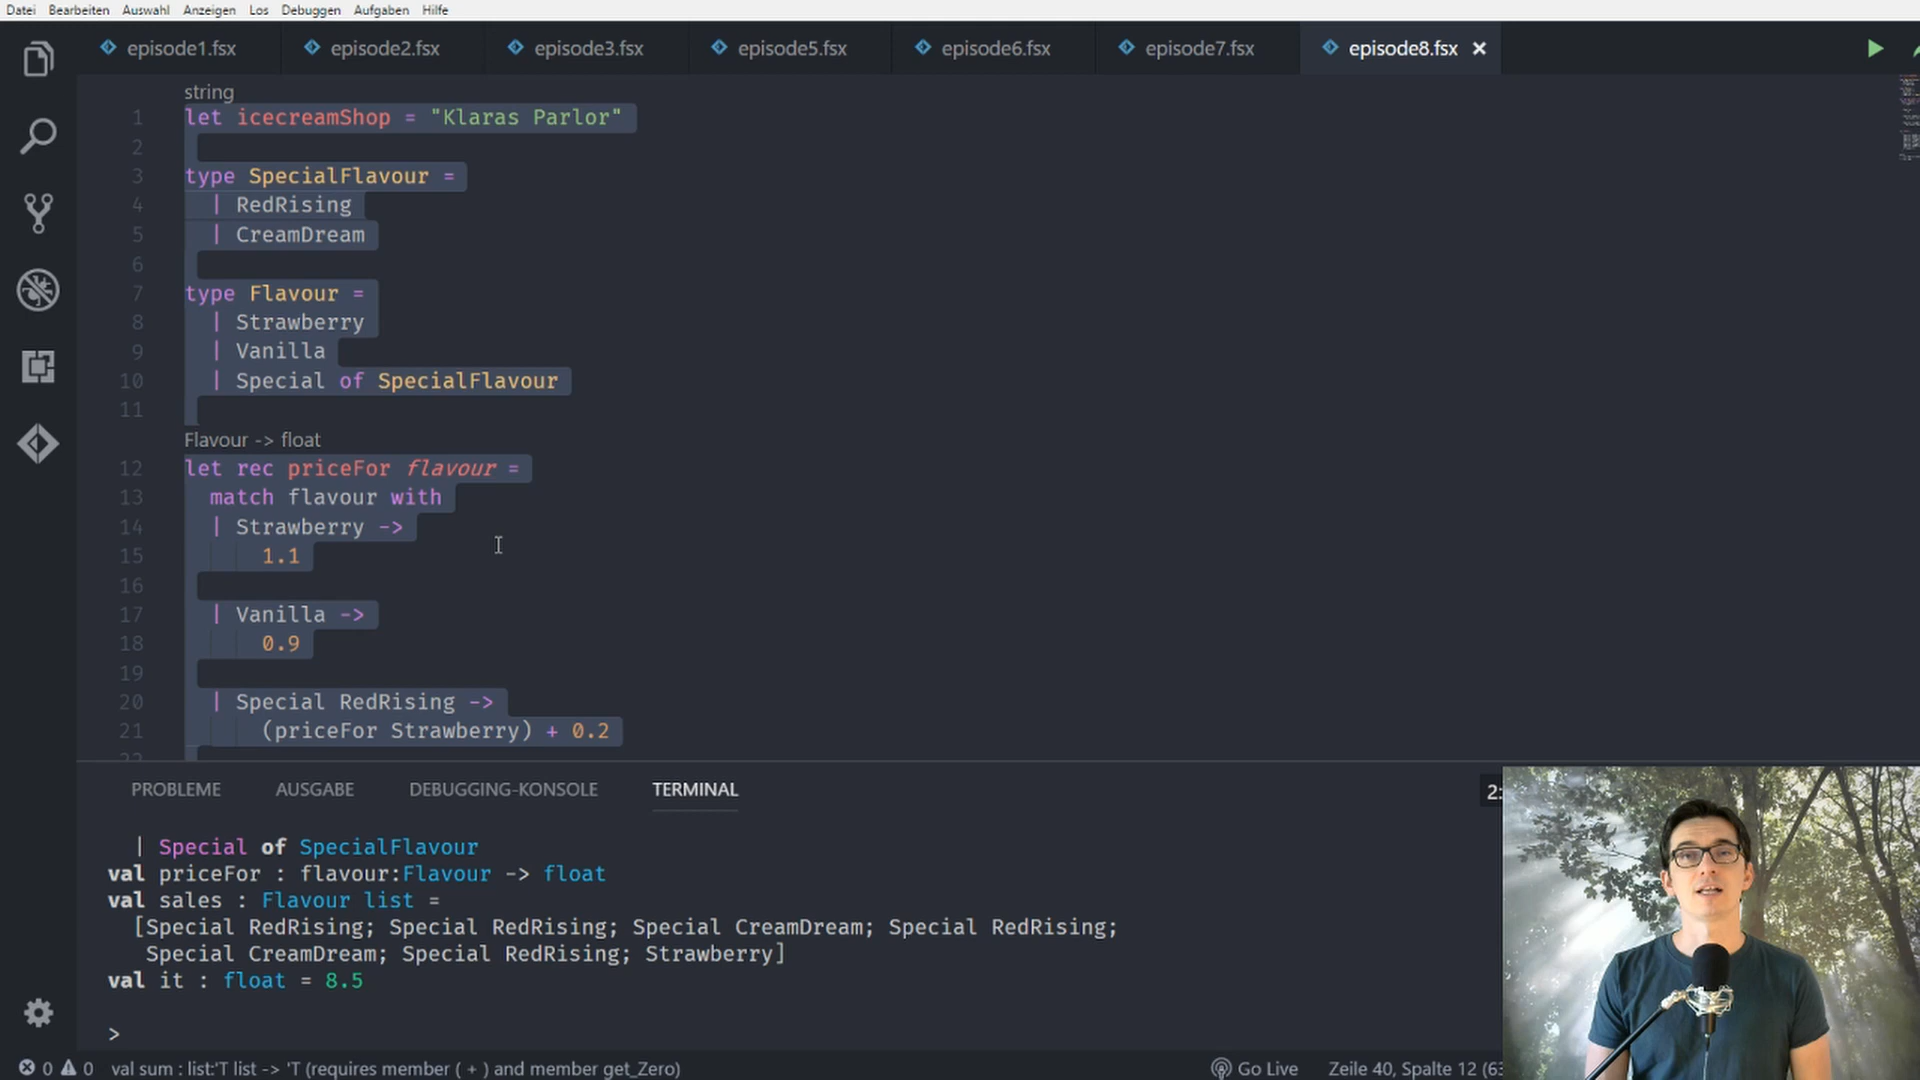 Datei Bearbeiten Auswahl Anzeigen Los Debuggen Aufgaben Hilfe
episode1.fsx episode2.fsx episode3.fsx episode5.fsx episode6.fsx episode7.fsx episode8.fsx
string
1 let icecreamShop = "Klaras Parlor"
2
3 type SpecialFlavour =
4 | RedRising
5 | CreamDream
6
7 type Flavour =
8 | Strawberry
9 | Vanilla
10 | Special of SpecialFlavour
11
Flavour -> float
12 let rec priceFor flavour =
13 match flavour with
14 | Strawberry ->
15 1.1
16
17 | Vanilla ->
18 0.9
19
20 | Special RedRising ->
21 (priceFor Strawberry) + 0.2
PROBLEME AUSGABE DEBUGGING-KONSOLE TERMINAL 2:
| Special of SpecialFlavour
val priceFor : flavour:Flavour -> float
val sales : Flavour list =
[Special RedRising; Special RedRising; Special CreamDream; Special RedRising;
Special CreamDream; Special RedRising; Strawberry]
val it : float = 8.5
>
0 0 val sum : list:'T list -> 'T (requires member ( + ) and member get_Zero) Go Live Zeile 40, Spalte 12 (63